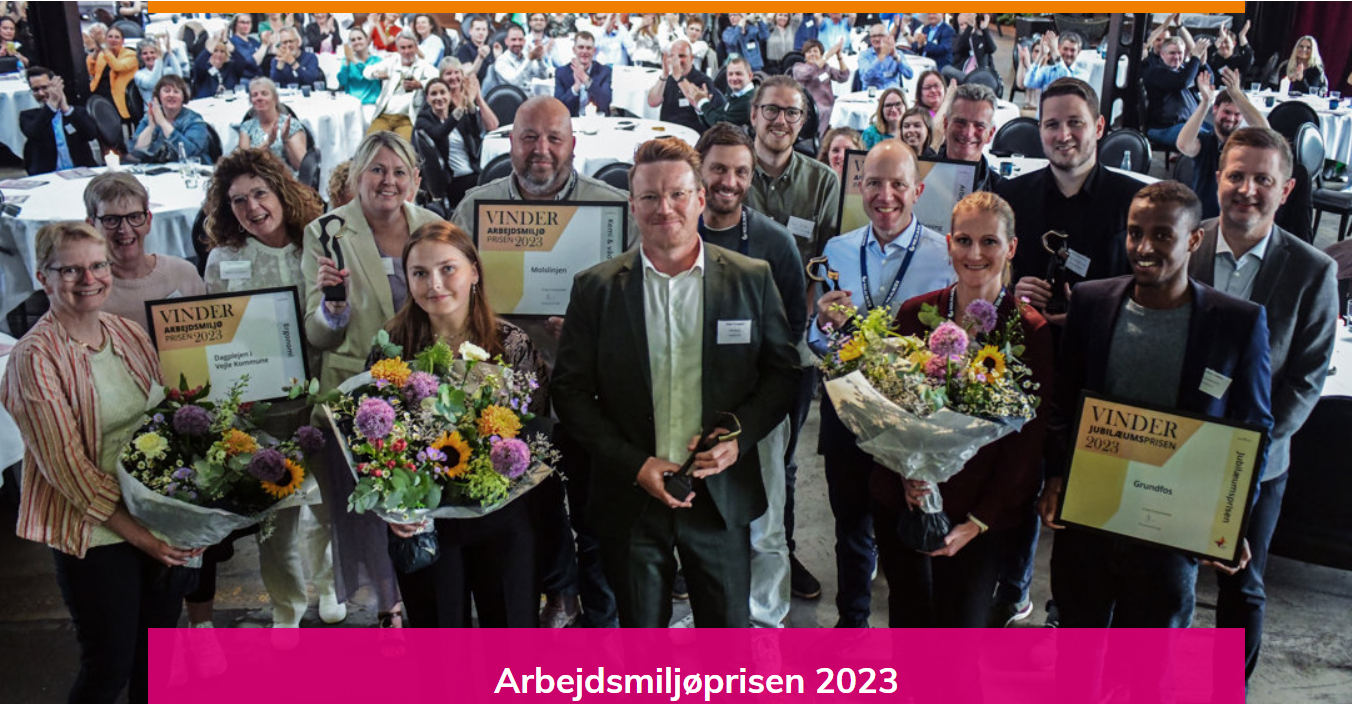 VINDER
ARBEJDSMILJØ
PRISEN 2023
Dagplejen i
Vejle Kommune
Ergonomi
VINDER
ARBEJDSMILJØ
PRISEN 2023
Kemi &
Molslinjen
VINDER
JUBILÆUMSPRISEN
2023
Jubilæumsprisen
Grundfos
Arbejdsmiljøprisen 2023